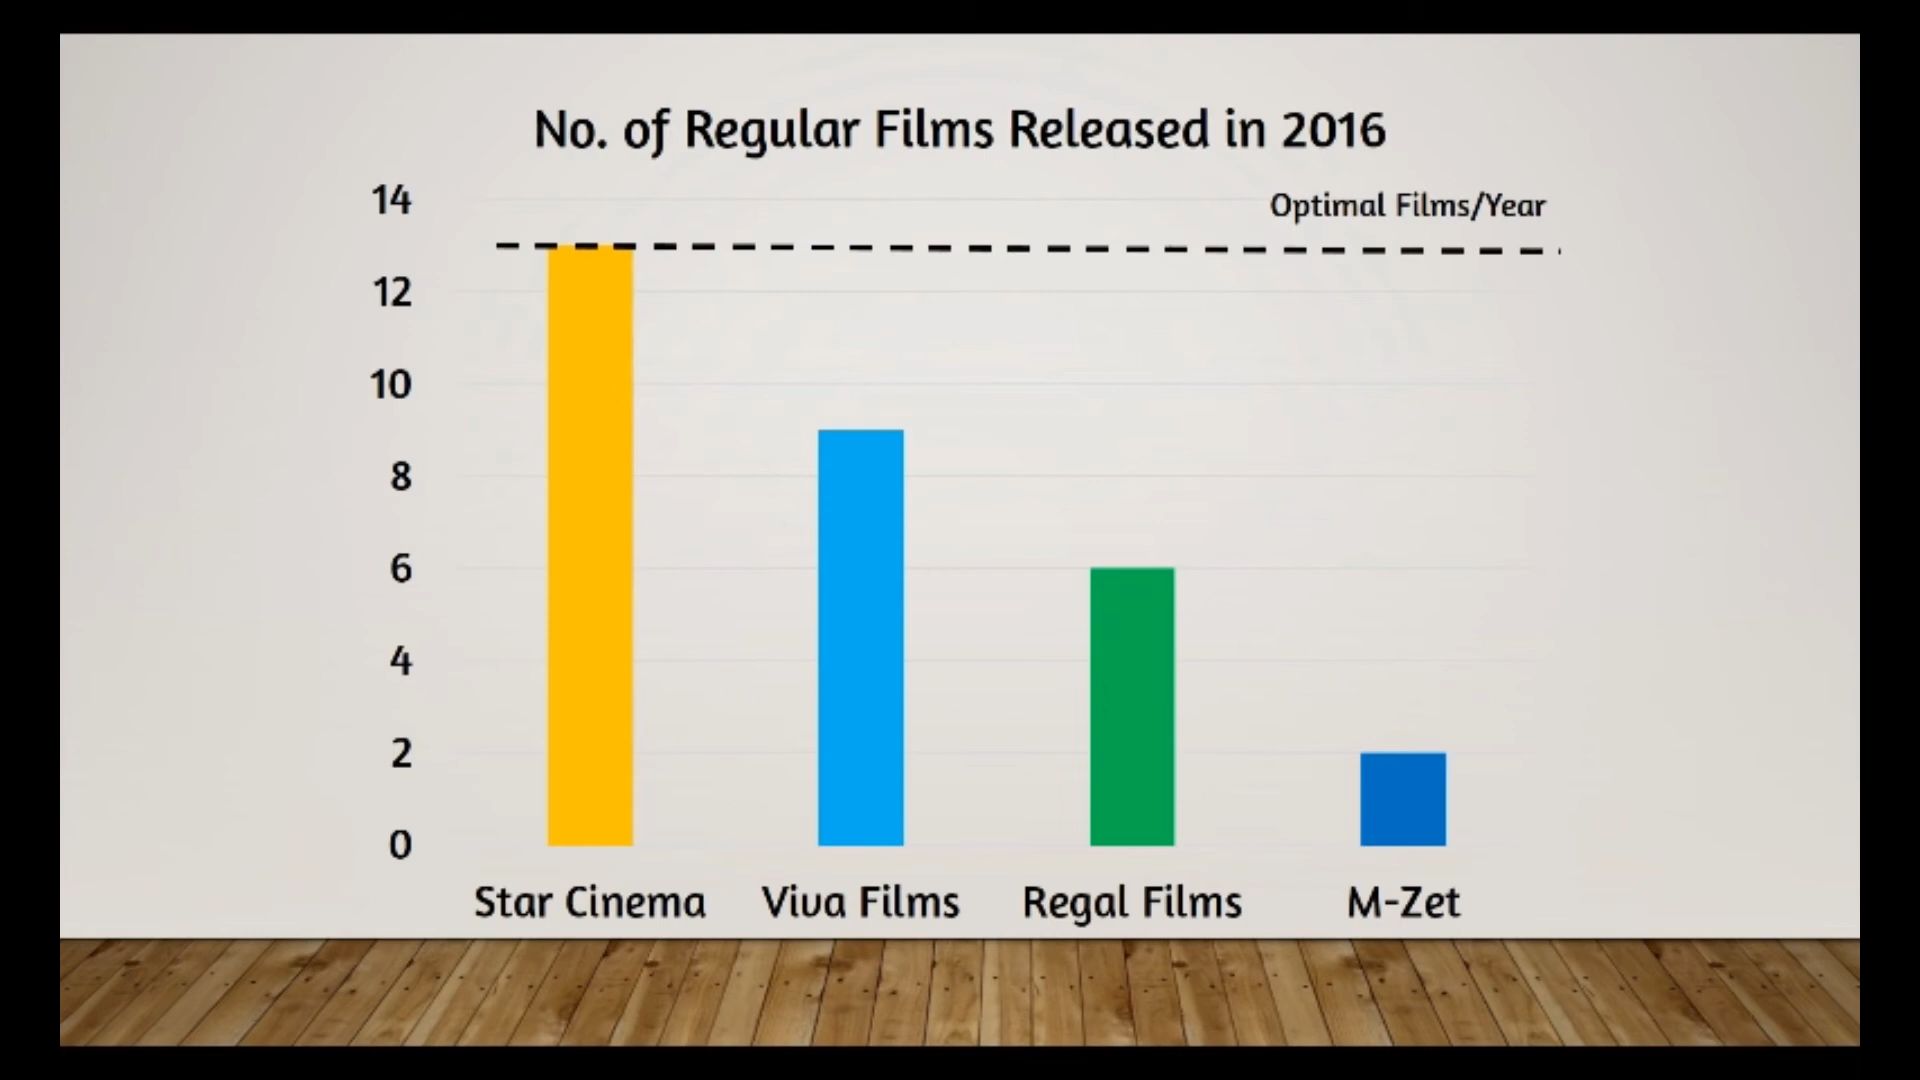 No. of Regular Films Released in 2016
14
Optimal Films/Year
12
10
8
6
4
2
0
Star Cinema
Viva Films
Regal Films
M-Zet